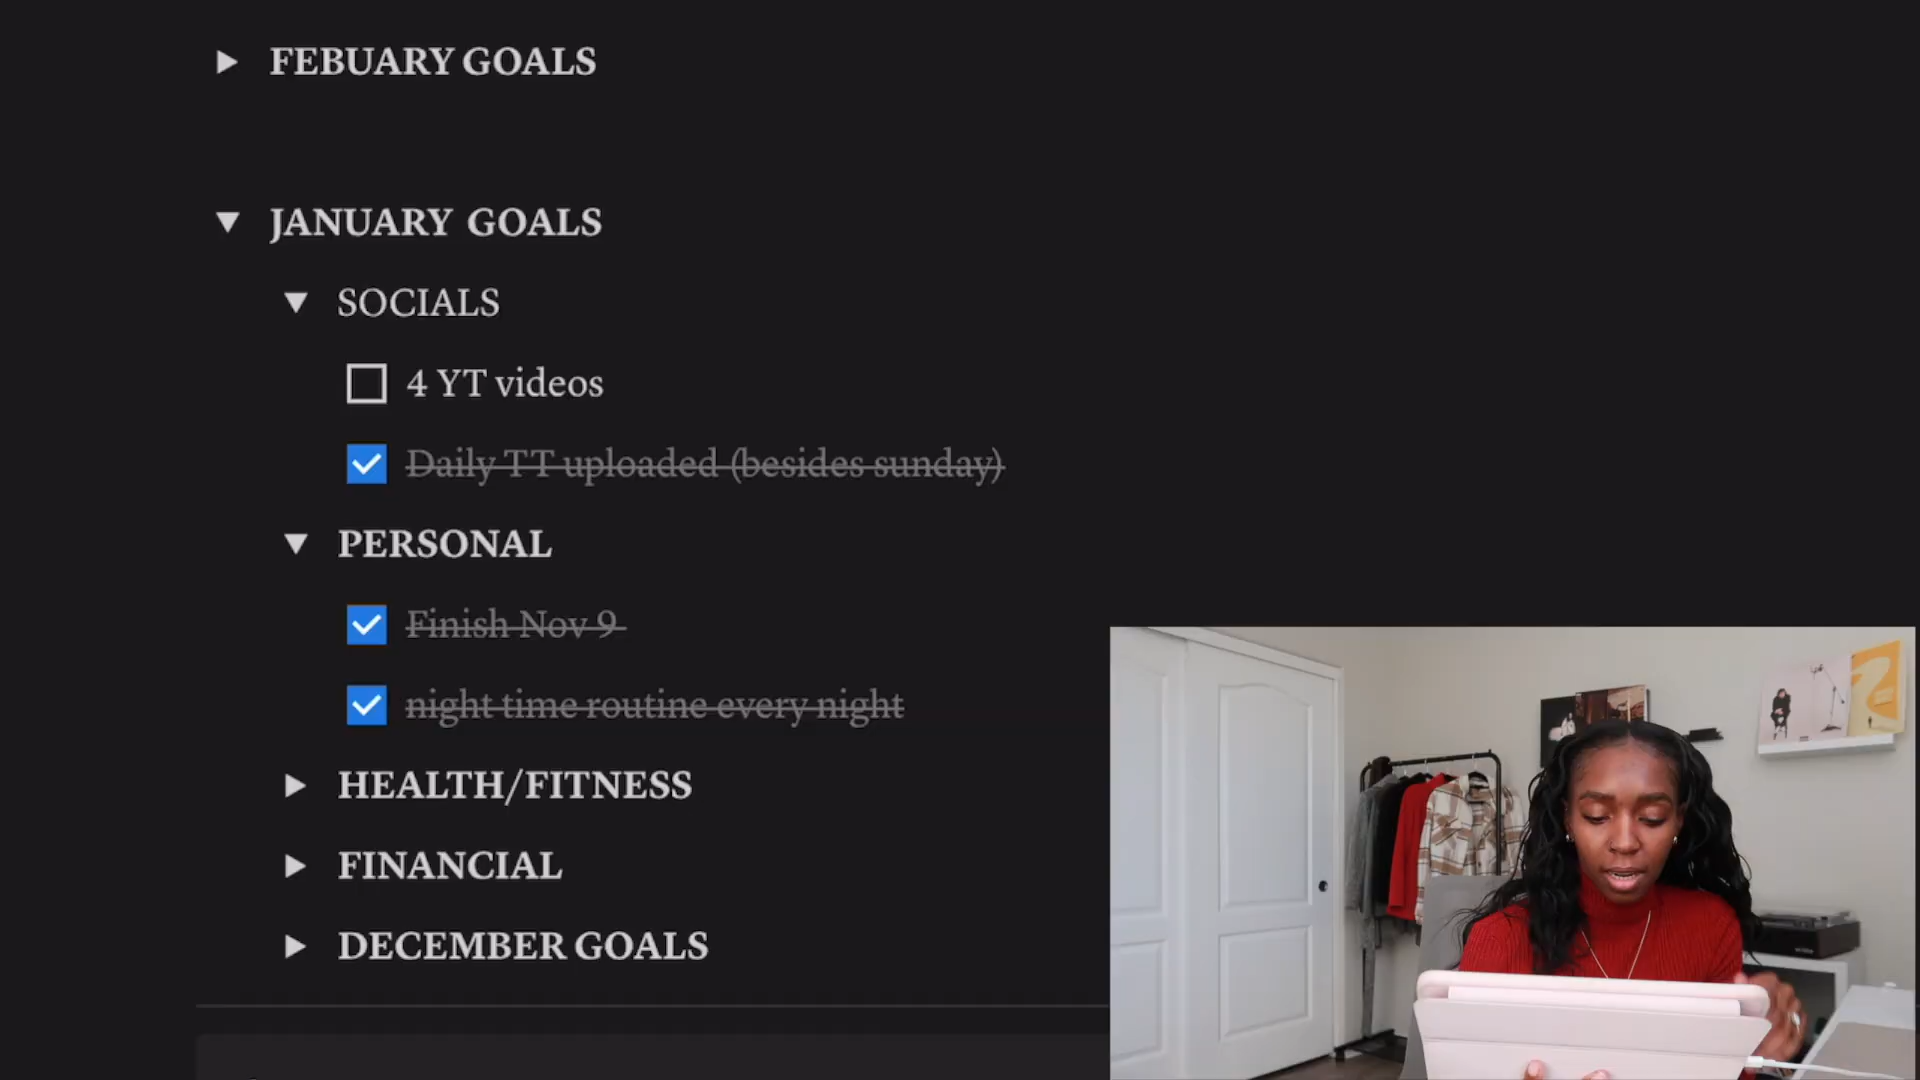 FEBUARY GOALS
JANUARY GOALS
SOCIALS
4 YT videos
Daily TT uploaded (besides sunday)
PERSONAL
Finish Nov 9
night time routine every night
HEALTH/FITNESS
FINANCIAL
DECEMBER GOALS